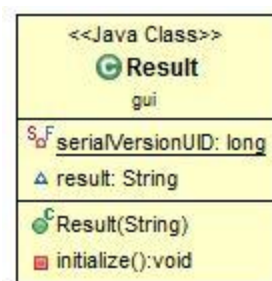 <<Java Class>>
C Result
gui
S F serialVersionUID: long
result: String
C Result(String)
initialize():void